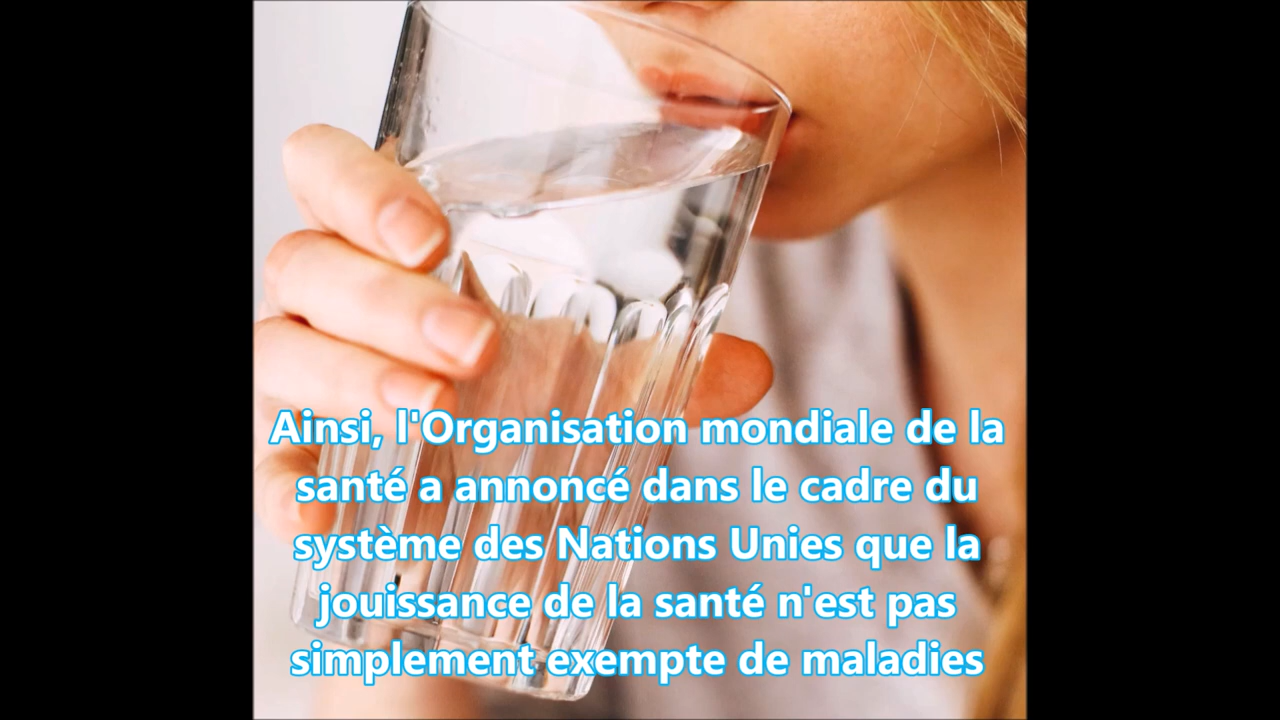 Ainsi, l'Organisation mondiale de la
santé a annoncé dans le cadre du
système des Nations Unies que la
jouissance de la santé n'est pas
simplement exempte de maladies